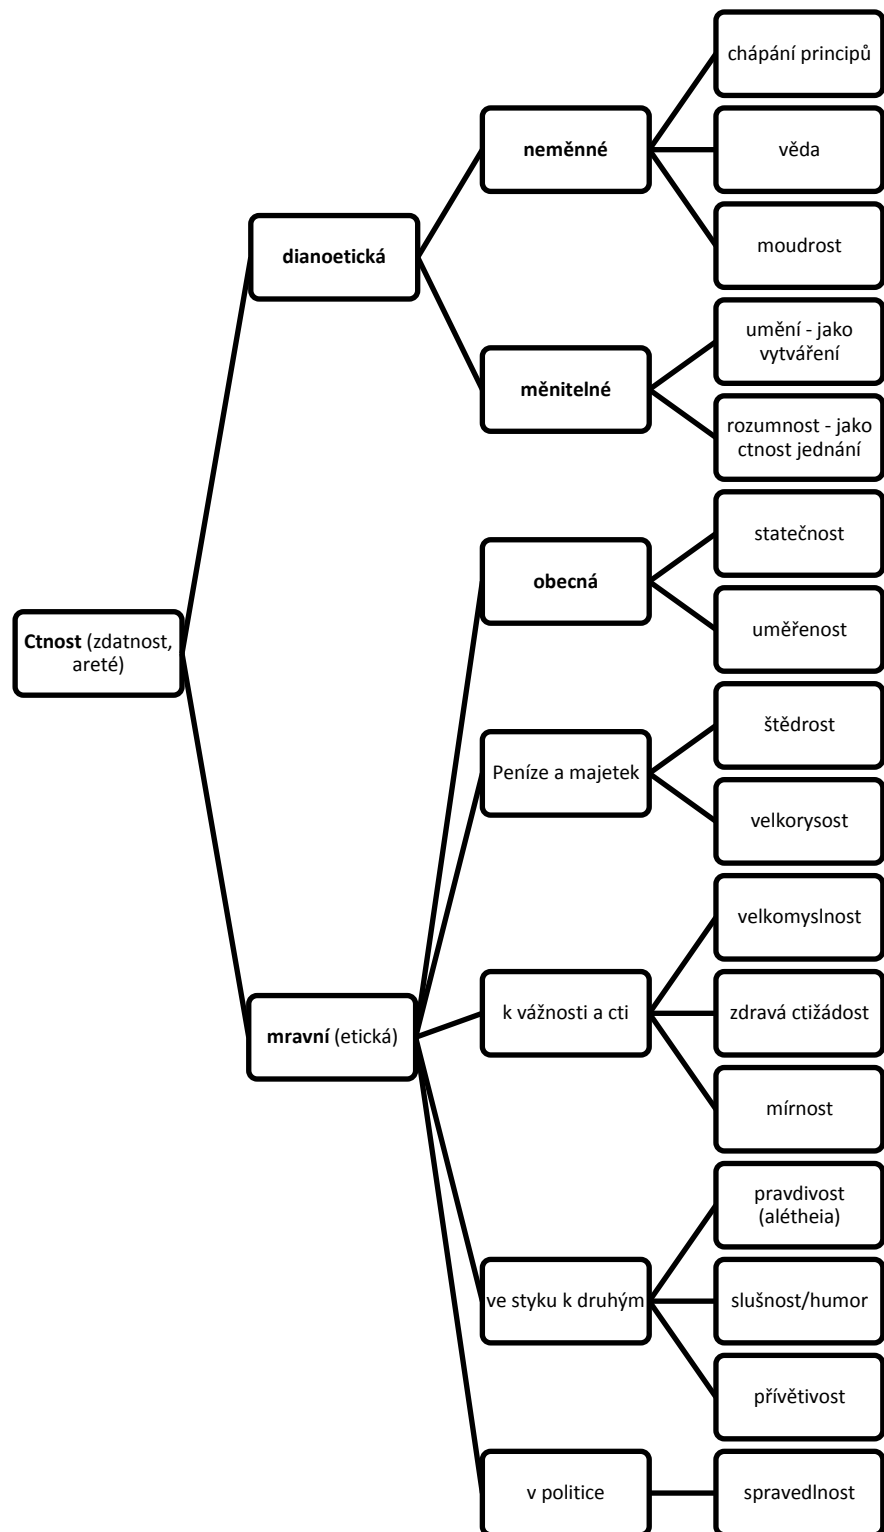 Ctnost (zdatnost,
areté)
dianoetická
neměnné
chápání principů
věda
moudrost
měnitelné
umění - jako
vytváření
rozumnost - jako
ctnost jednání
mravní (etická)
obecná
statečnost
uměřenost
Peníze a majetek
štědrost
velkorysost
k vážnosti a cti
velkomyslnost
zdravá ctižádost
mírnost
ve styku k druhým
pravdivost
(alétheia)
slušnost/humor
přívětivost
v politice
spravedlnost